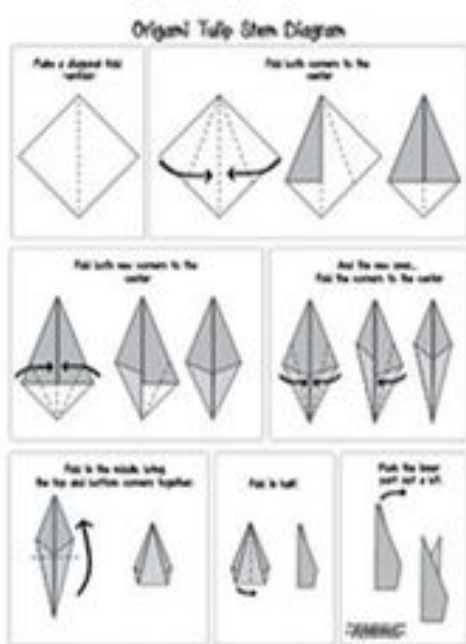 Origami Tulip Stem Diagram
Make a diagonal fold
Fold both corners to the
center
Fold both new corners to the
center
And the new ones...
Fold the corners to the center
Fold in the middle, bring
the top and bottom corners together.
Fold in half.
Push the inner
part out a bit.